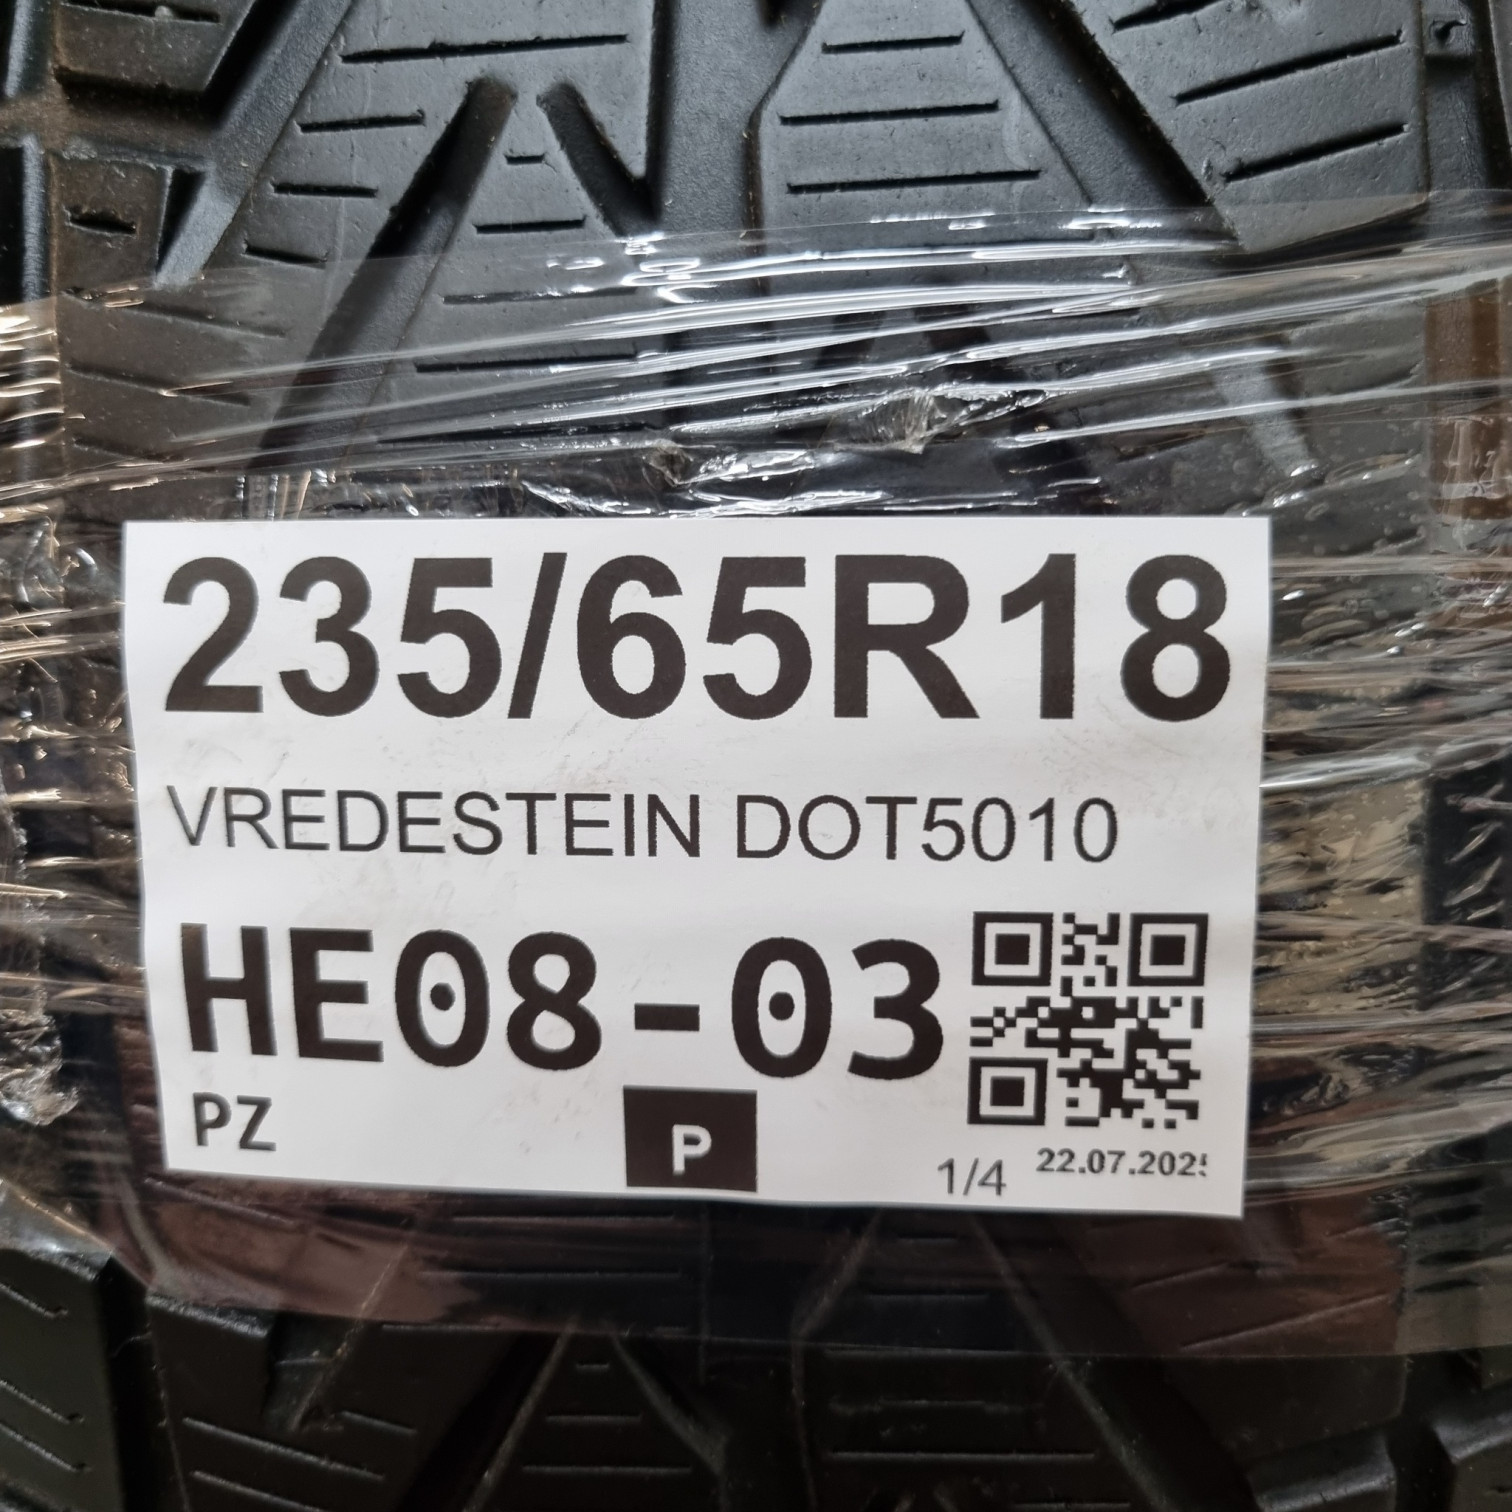 235/65R18
VREDESTEIN DOT5010
HE08-03
PZ
P
1/4
22.07.2025